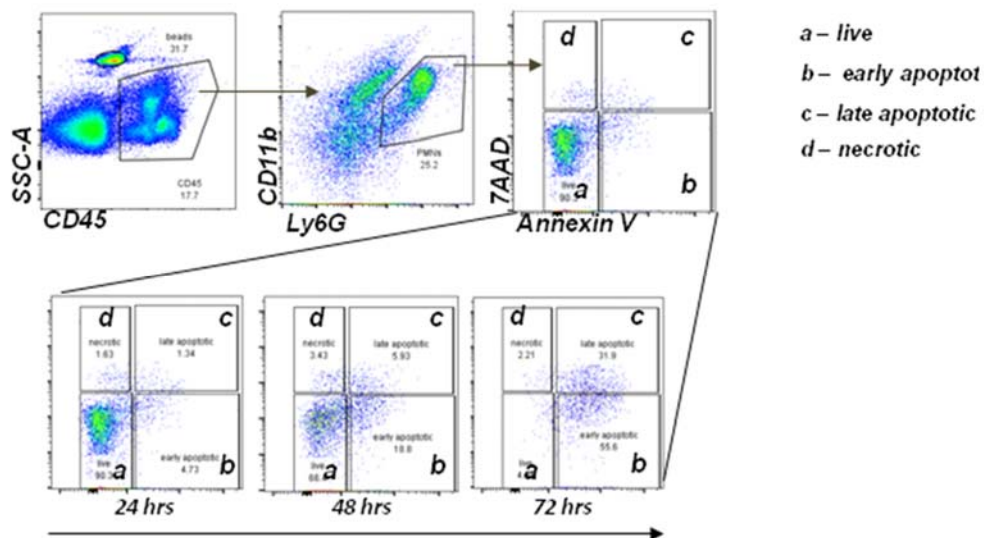 beads
31.7
SSC-A
CD45
17.7
CD45
CD11b
PMNs
25.2
Ly6G
d
c
7AAD
live
a
b
Annexin V
a – live
b – early apoptot
c – late apoptotic
d – necrotic
d
c
necrotic
1.63
late apoptotic
1.34
live
a
early apoptotic
4.73
b
24 hrs
d
c
necrotic
3.43
late apoptotic
5.93
early apoptotic
18.8
live
a
b
48 hrs
d
c
necrotic
2.21
late apoptotic
31.9
early apoptotic
55.6
a
b
72 hrs